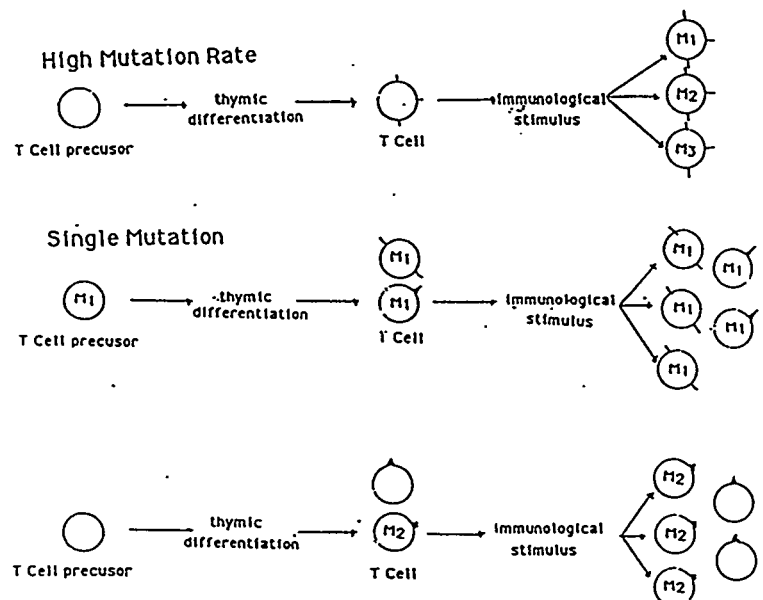 High Mutation Rate
T Cell precusor
thymic
differentiation
T Cell
immunological
stimulus
M1
M2
M3
Single Mutation
M1
T Cell precusor
thymic
differentiation
M1
M1
T Cell
immunological
stimulus
M1
M1
M1
M1
M1
T Cell precusor
thymic
differentiation
M2
T Cell
immunological
stimulus
M2
M2
M2